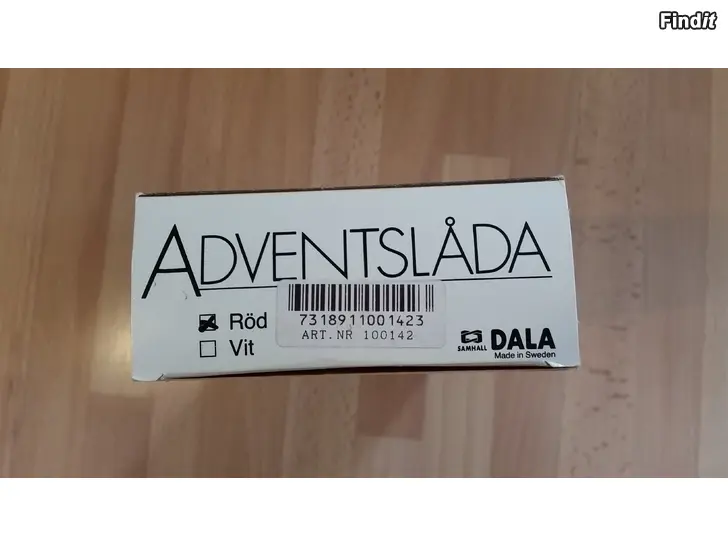 Findit
ADVENTSLÅDA
Röd
7318911001423
ART.NR 100142
Vit
SAMHALL
DALA
Made in Sweden